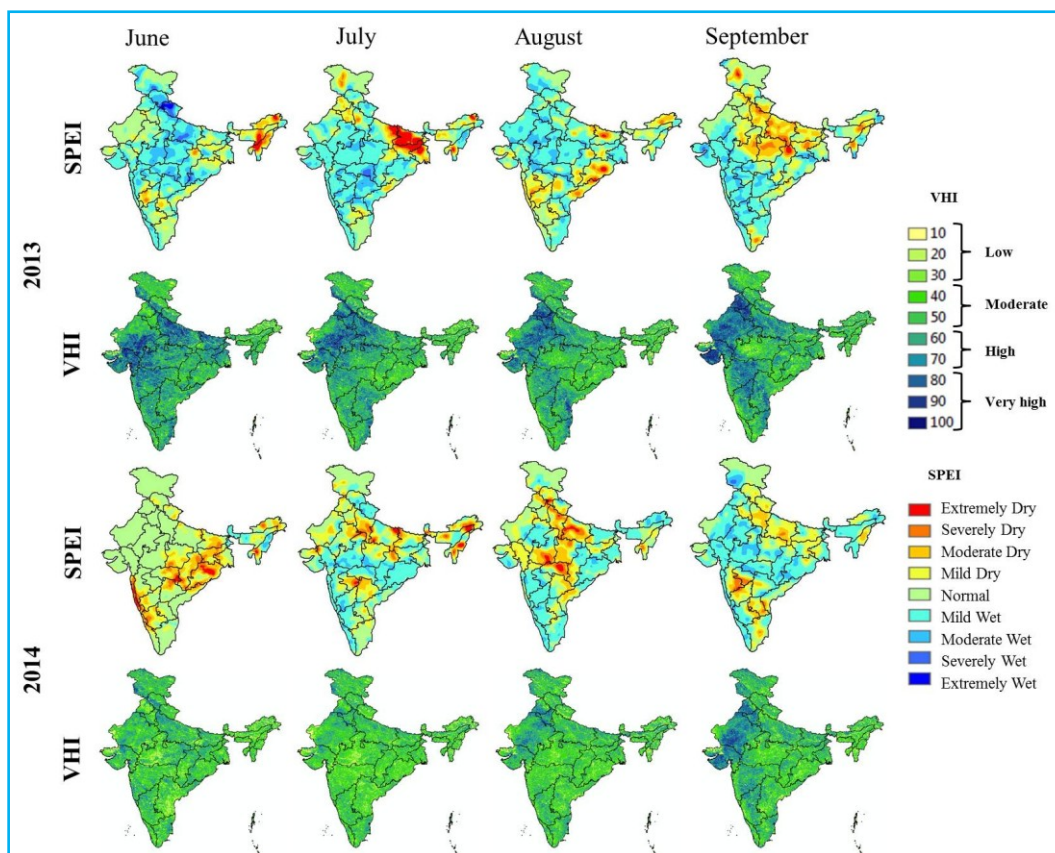 June July August September
SPEI
2013
VHI
SPEI
2014
VHI
VHI
10
20
30
Low
40
50
Moderate
60
70
High
80
90
100
Very high
SPEI
Extremely Dry
Severely Dry
Moderate Dry
Mild Dry
Normal
Mild Wet
Moderate Wet
Severely Wet
Extremely Wet